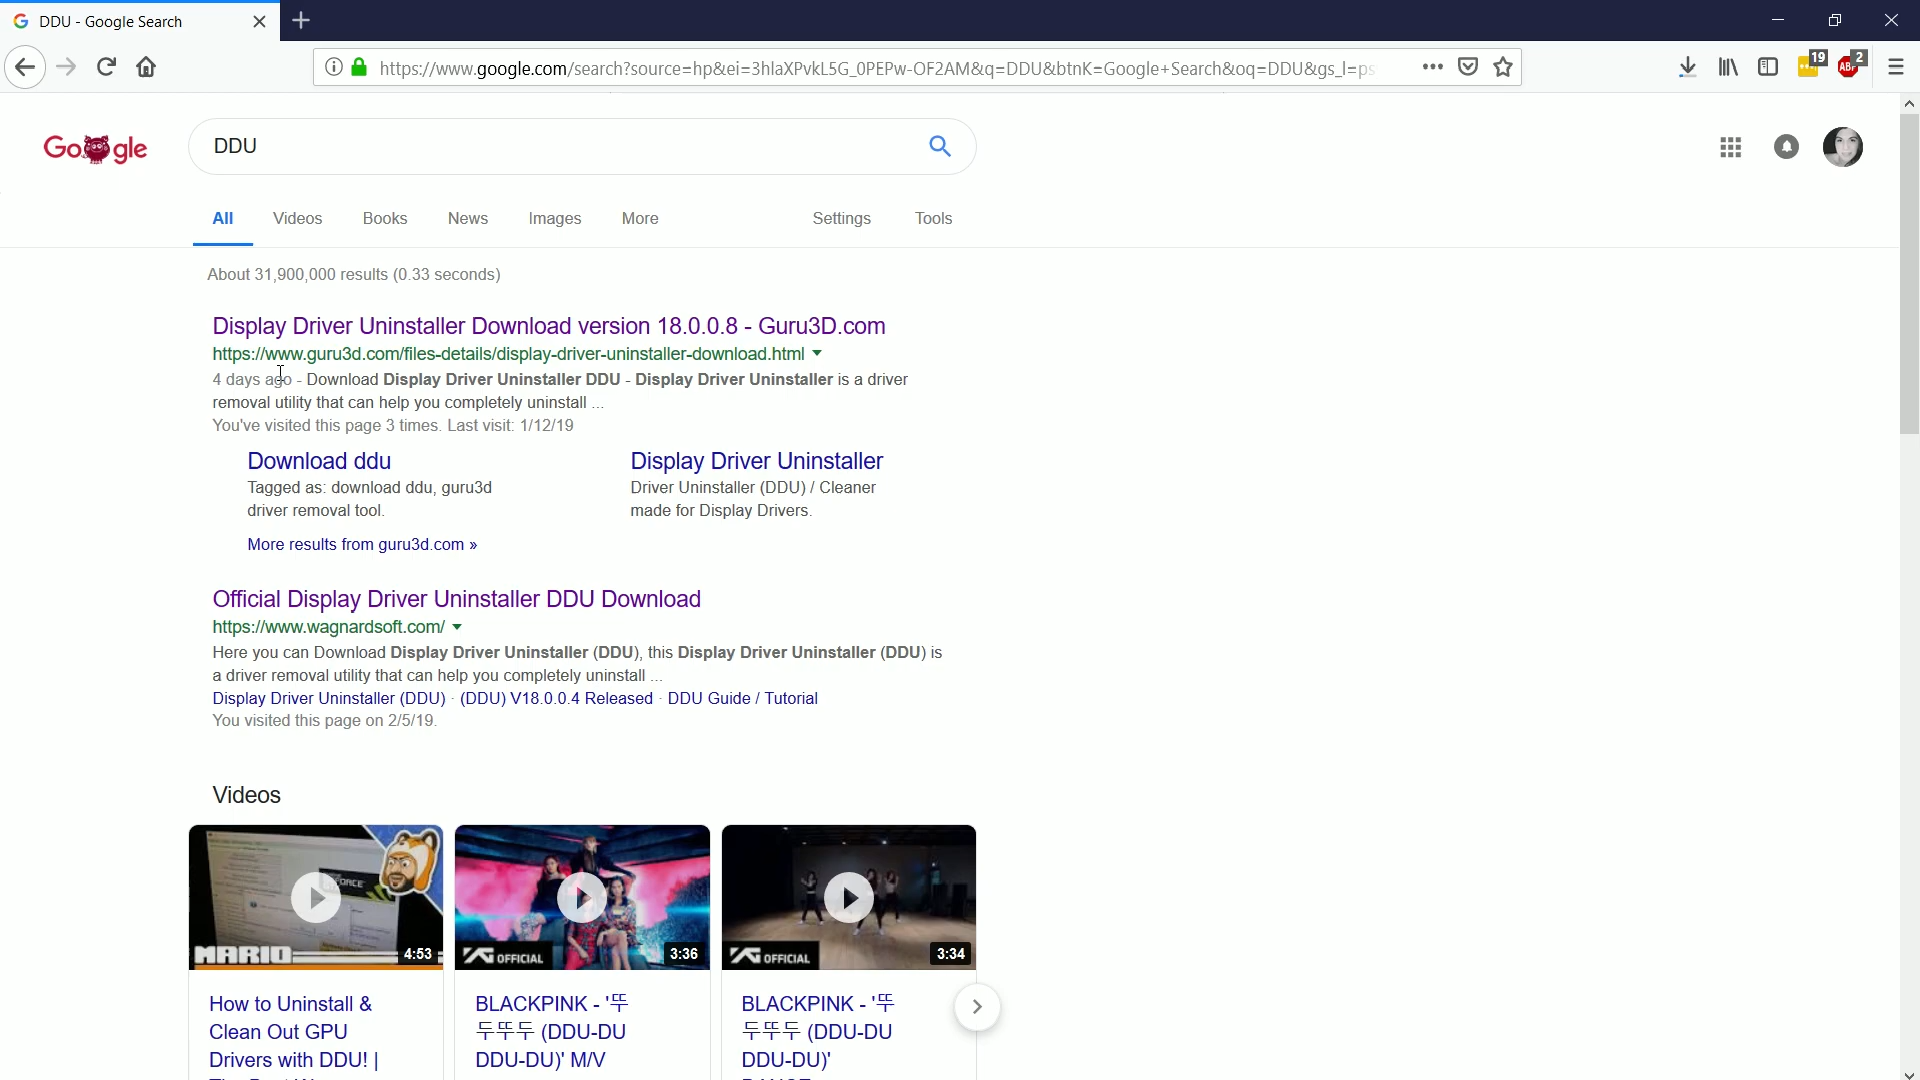 DDU - Google Search
https://www.google.com/search?source=hp&ei=3hlaXPvkL5G_0PEPw-OF2AM&q=DDU&btnK=Google+Search&oq=DDU&gs_l=ps
19
ABP
2
Google
DDU
All Videos Books News Images More Settings Tools
About 31,900,000 results (0.33 seconds)
Display Driver Uninstaller Download version 18.0.0.8 - Guru3D.com
https://www.guru3d.com/files-details/display-driver-uninstaller-download.html
4 days ago - Download Display Driver Uninstaller DDU - Display Driver Uninstaller is a driver
removal utility that can help you completely uninstall ...
You've visited this page 3 times. Last visit: 1/12/19
Download ddu
Tagged as: download ddu, guru3d
driver removal tool.
Display Driver Uninstaller
Driver Uninstaller (DDU) / Cleaner
made for Display Drivers.
More results from guru3d.com »
Official Display Driver Uninstaller DDU Download
https://www.wagnardsoft.com/
Here you can Download Display Driver Uninstaller (DDU), this Display Driver Uninstaller (DDU) is
a driver removal utility that can help you completely uninstall ...
Display Driver Uninstaller (DDU) · (DDU) V18.0.0.4 Released · DDU Guide / Tutorial
You visited this page on 2/5/19.
Videos
MARIO
4:53
YG OFFICIAL
3:36
YG OFFICIAL
3:34
How to Uninstall &
Clean Out GPU
Drivers with DDU! |
BLACKPINK - '뚜
두뚜두 (DDU-DU
DDU-DU)' M/V
BLACKPINK - '뚜
두뚜두 (DDU-DU
DDU-DU)'